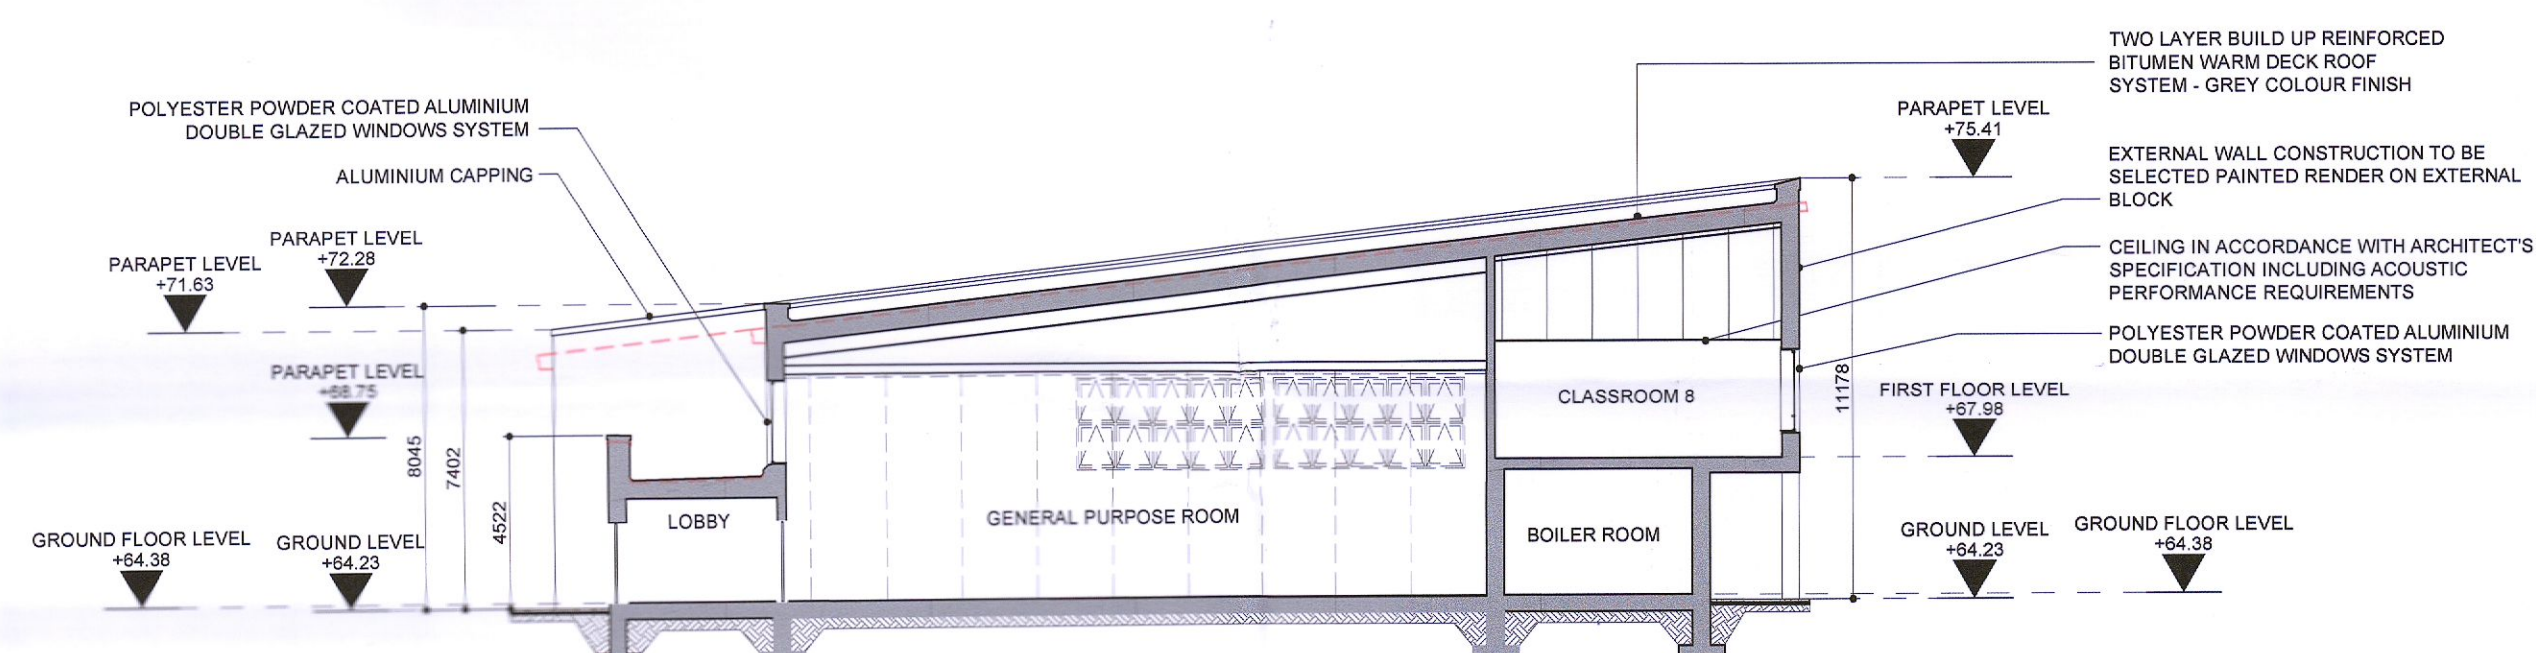 TWO LAYER BUILD UP REINFORCED
BITUMEN WARM DECK ROOF
SYSTEM - GREY COLOUR FINISH
POLYESTER POWDER COATED ALUMINIUM
DOUBLE GLAZED WINDOWS SYSTEM
ALUMINIUM CAPPING
PARAPET LEVEL
+75.41
EXTERNAL WALL CONSTRUCTION TO BE
SELECTED PAINTED RENDER ON EXTERNAL
BLOCK
PARAPET LEVEL
+72.28
PARAPET LEVEL
+71.63
CEILING IN ACCORDANCE WITH ARCHITECT'S
SPECIFICATION INCLUDING ACOUSTIC
PERFORMANCE REQUIREMENTS
POLYESTER POWDER COATED ALUMINIUM
DOUBLE GLAZED WINDOWS SYSTEM
PARAPET LEVEL
+68.75
8045
7402
4522
11178
CLASSROOM 8
FIRST FLOOR LEVEL
+67.98
LOBBY
GENERAL PURPOSE ROOM
BOILER ROOM
GROUND FLOOR LEVEL
+64.38
GROUND LEVEL
+64.23
GROUND LEVEL
+64.23
GROUND FLOOR LEVEL
+64.38